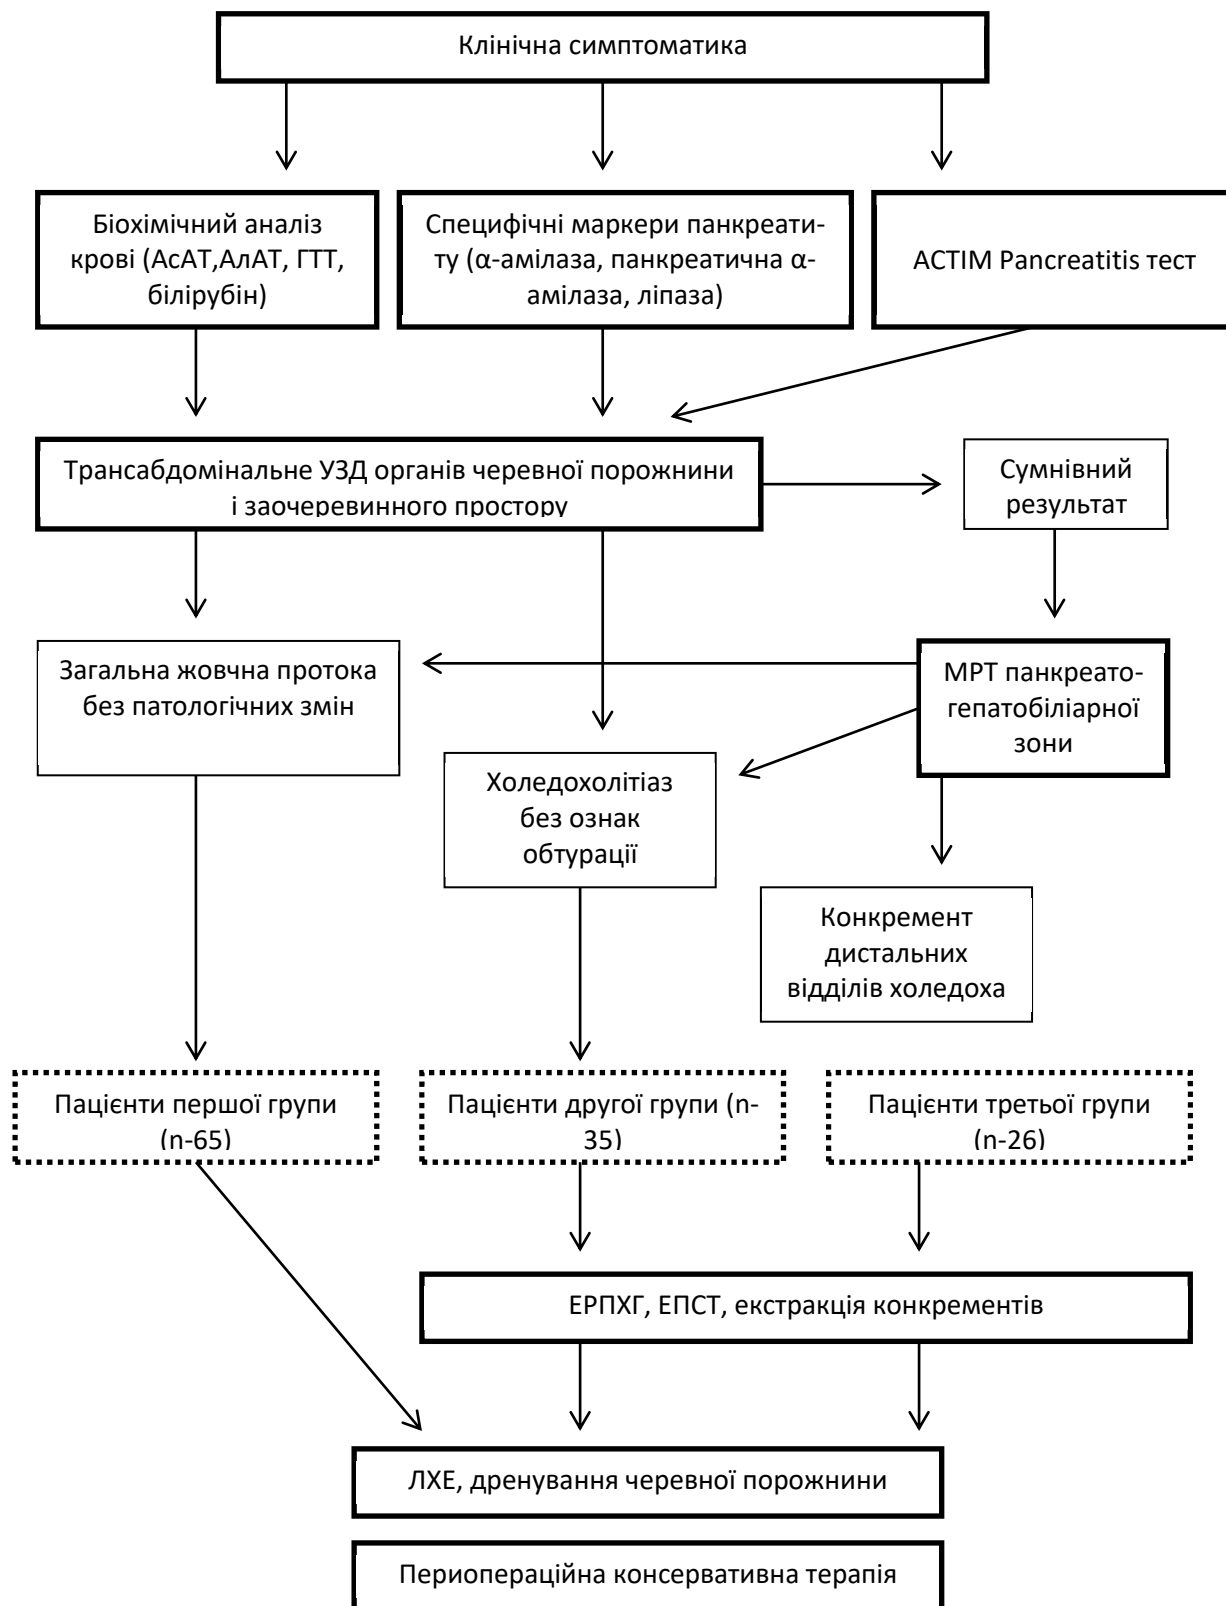 Клінічна симптоматика
Біохімічний аналіз
крові (АсАТ,АлАТ, ГТТ,
білірубін)
Специфічні маркери панкреати-
ту (α-амілаза, панкреатична α-
амілаза, ліпаза)
ACTIM Pancreatitis тест
Трансабдомінальне УЗД органів черевної порожнини
і заочеревинного простору
Сумнівний
результат
Загальна жовчна протока
без патологічних змін
МРТ панкреато-
гепатобіліарної
зони
Холедохолітіаз
без ознак
обтурації
Конкремент
дистальних
відділів холедоха
Пацієнти першої групи
(n-65)
Пацієнти другої групи (n-
35)
Пацієнти третьої групи
(n-26)
ЕРПХГ, ЕПСТ, екстракція конкрементів
ЛХЕ, дренування черевної порожнини
Периопераційна консервативна терапія